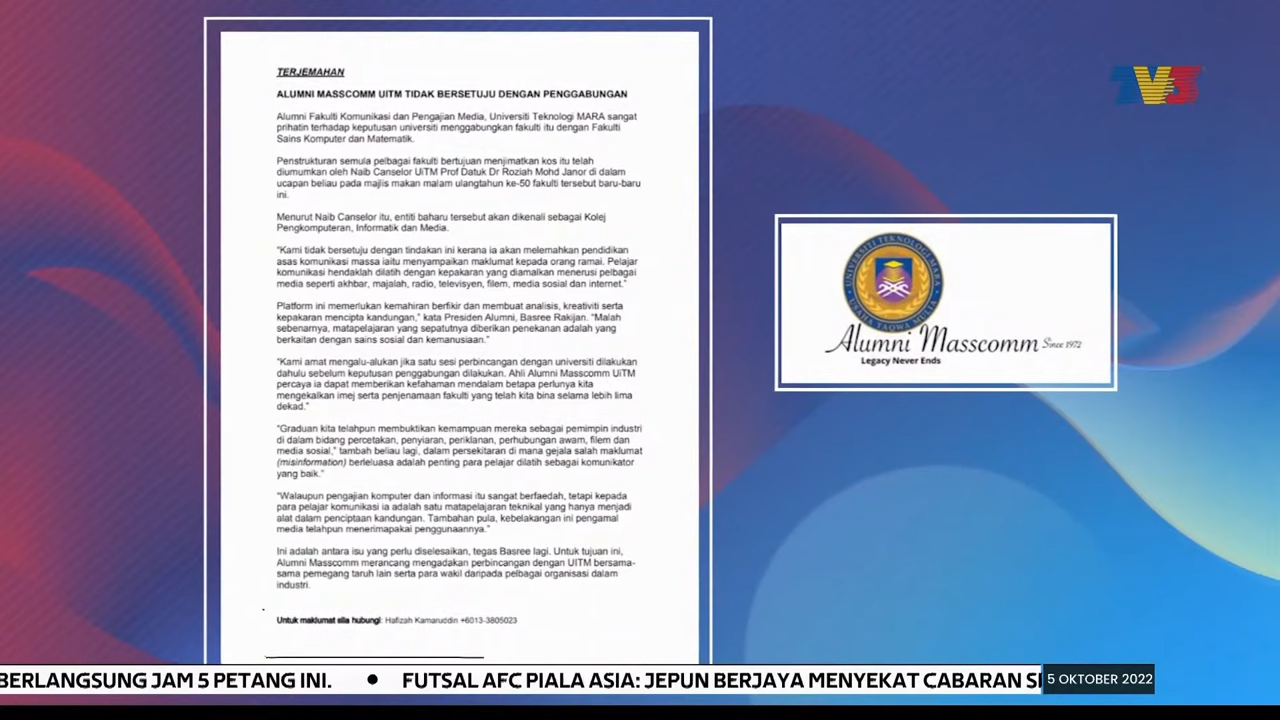 TERJEMAHAN
ALUMNI MASSCOMM UITM TIDAK BERSETUJU DENGAN PENGGABUNGAN
Alumni Fakulti Komunikasi dan Pengajian Media, Universiti Teknologi MARA sangat
prihatin terhadap keputusan universiti menggabungkan fakulti itu dengan Fakulti
Sains Komputer dan Matematik.
Penstrukturan semula pelbagai fakulti bertujuan menjimatkan kos itu telah
diumumkan oleh Naib Canselor UiTM Prof Datuk Dr Roziah Mohd Janor di dalam
ucapan beliau pada majlis makan malam ulangtahun ke-50 fakulti tersebut baru-baru
ini.
Menurut Naib Canselor itu, entiti baharu tersebut akan dikenali sebagai Kolej
Pengkomputeran, Informatik dan Media.
“Kami tidak bersetuju dengan tindakan ini kerana ia akan melemahkan pendidikan
asas komunikasi massa iaitu menyampaikan maklumat kepada orang ramai. Pelajar
komunikasi hendaklah dilatih dengan kepakaran yang diamalkan menerusi pelbagai
media seperti akhbar, majalah, radio, televisyen, filem, media sosial dan internet.”
Platform ini memerlukan kemahiran berfikir dan membuat analisis, kreativiti serta
kepakaran mencipta kandungan,” kata Presiden Alumni, Basree Rakijan. “Malah
sebenarnya, matapelajaran yang sepatutnya diberikan penekanan adalah yang
berkaitan dengan sains sosial dan kemanusiaan.”
“Kami amat mengalu-alukan jika satu sesi perbincangan dengan universiti dilakukan
dahulu sebelum keputusan penggabungan dilakukan. Ahli Alumni Masscomm UiTM
percaya ia dapat memberikan kefahaman mendalam betapa perlunya kita
mengekalkan imej serta penjenamaan fakulti yang telah kita bina selama lebih lima
dekad.”
“Graduan kita telahpun membuktikan kemampuan mereka sebagai pemimpin industri
di dalam bidang percetakan, penyiaran, periklanan, perhubungan awam, filem dan
media sosial,” tambah beliau lagi, dalam persekitaran di mana gejala salah maklumat
(misinformation) berleluasa adalah penting para pelajar dilatih sebagai komunikator
yang baik.”
“Walaupun pengajian komputer dan informasi itu sangat berfaedah, tetapi kepada
para pelajar komunikasi ia adalah satu matapelajaran teknikal yang hanya menjadi
alat dalam penciptaan kandungan. Tambahan pula, kebelakangan ini pengamal
media telahpun menerimapakai penggunaannya.”
Ini adalah antara isu yang perlu diselesaikan, tegas Basree lagi. Untuk tujuan ini,
Alumni Masscomm merancang mengadakan perbincangan dengan UITM bersama-
sama pemegang taruh lain serta para wakil daripada pelbagai organisasi dalam
industri.
Untuk maklumat sila hubungi: Hafizah Kamaruddin +6013-3805023
TV3
UNIVERSITI TEKNOLOGI MARA
USAHA TAQWA MULIA
Alumni Masscomm Since 1972
Legacy Never Ends
BERLANGSUNG JAM 5 PETANG INI. • FUTSAL AFC PIALA ASIA: JEPUN BERJAYA MENYEKAT CABARAN
5 OKTOBER 2022